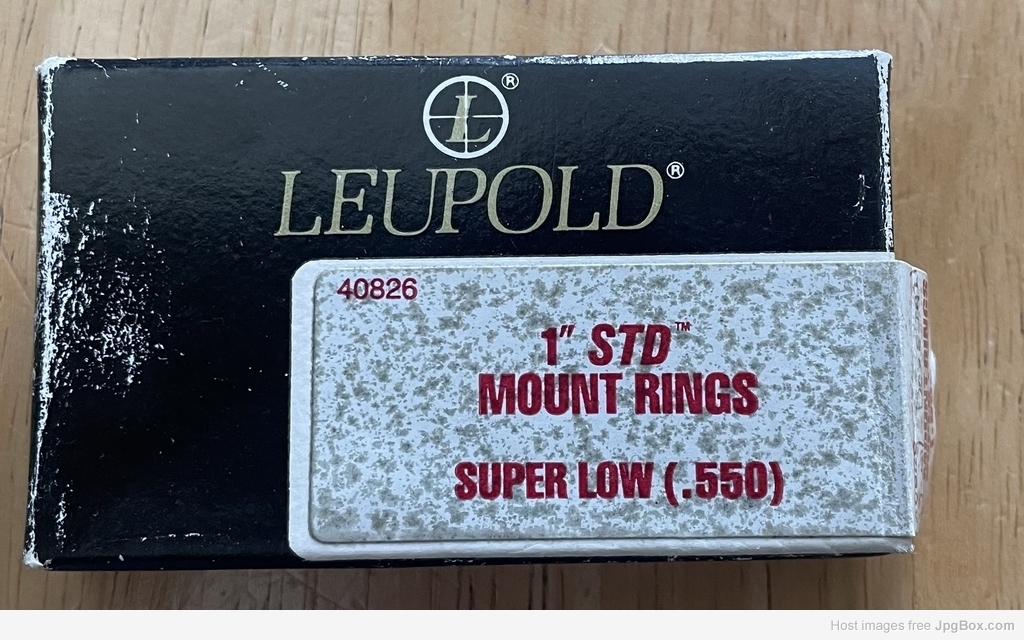 L®
LEUPOLD®
40826
1" STD™
MOUNT RINGS
SUPER LOW (.550)
Host images free JpgBox.com